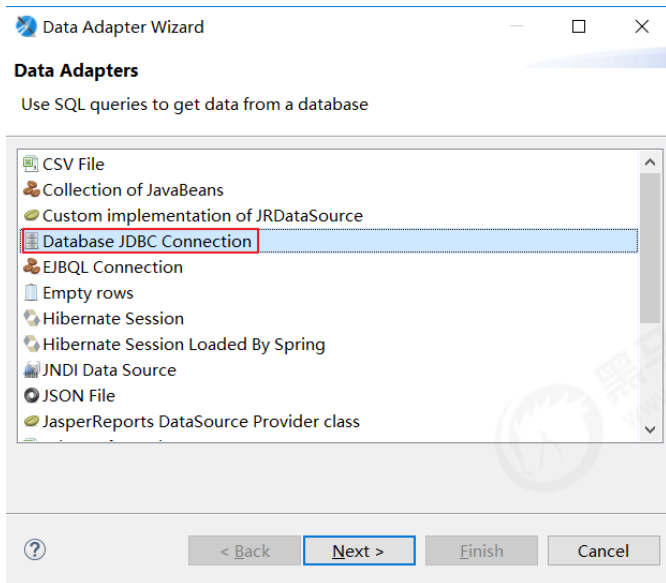 Data Adapter Wizard
Data Adapters
Use SQL queries to get data from a database
CSV File
Collection of JavaBeans
Custom implementation of JRDataSource
Database JDBC Connection
EJBQL Connection
Empty rows
Hibernate Session
Hibernate Session Loaded By Spring
JNDI Data Source
JSON File
JasperReports DataSource Provider class
< Back
Next >
Finish
Cancel